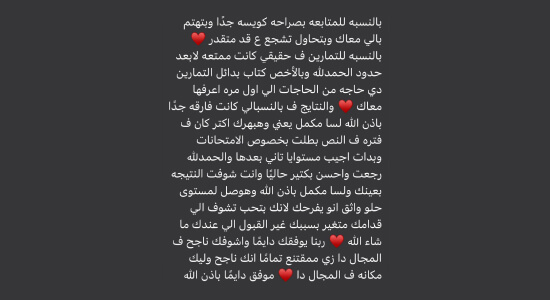 بالنسبه للمتابعه بصراحه كويسه جدًا وبتهتم
بالي معاك وبتحاول تشجع ع قد متقدر ❤️
بالنسبه للتمارين ف حقيقي كانت ممتعه لابعد
حدود الحمدلله وبالأخص كتاب بدائل التمارين
دي حاجه من الحاجات الي اول مره اعرفها
معاك ❤️ والنتايج ف بالنسبالي كانت فارقه جدًا
باذن الله لسا مكمل يعني وهبهرك اكتر كان ف
فتره ف النص بطلت بخصوص الامتحانات
وبدات اجيب مستوايا تاني بعدها والحمدلله
رجعت واحسن بكتير حاليًا وانت شوفت النتيجه
بعينك ولسا مكمل باذن الله وهوصل لمستوى
حلو واثق انو يفرحك لانك بتحب تشوف الي
قدامك متغير بسببك غير القبول الي عندك ما
شاء الله ❤️ ربنا يوفقك دايمًا واشوفك ناجح ف
المجال دا زي ممقتنع تمامًا انك ناجح وليك
مكانه ف المجال دا ❤️ موفق دايمًا باذن الله